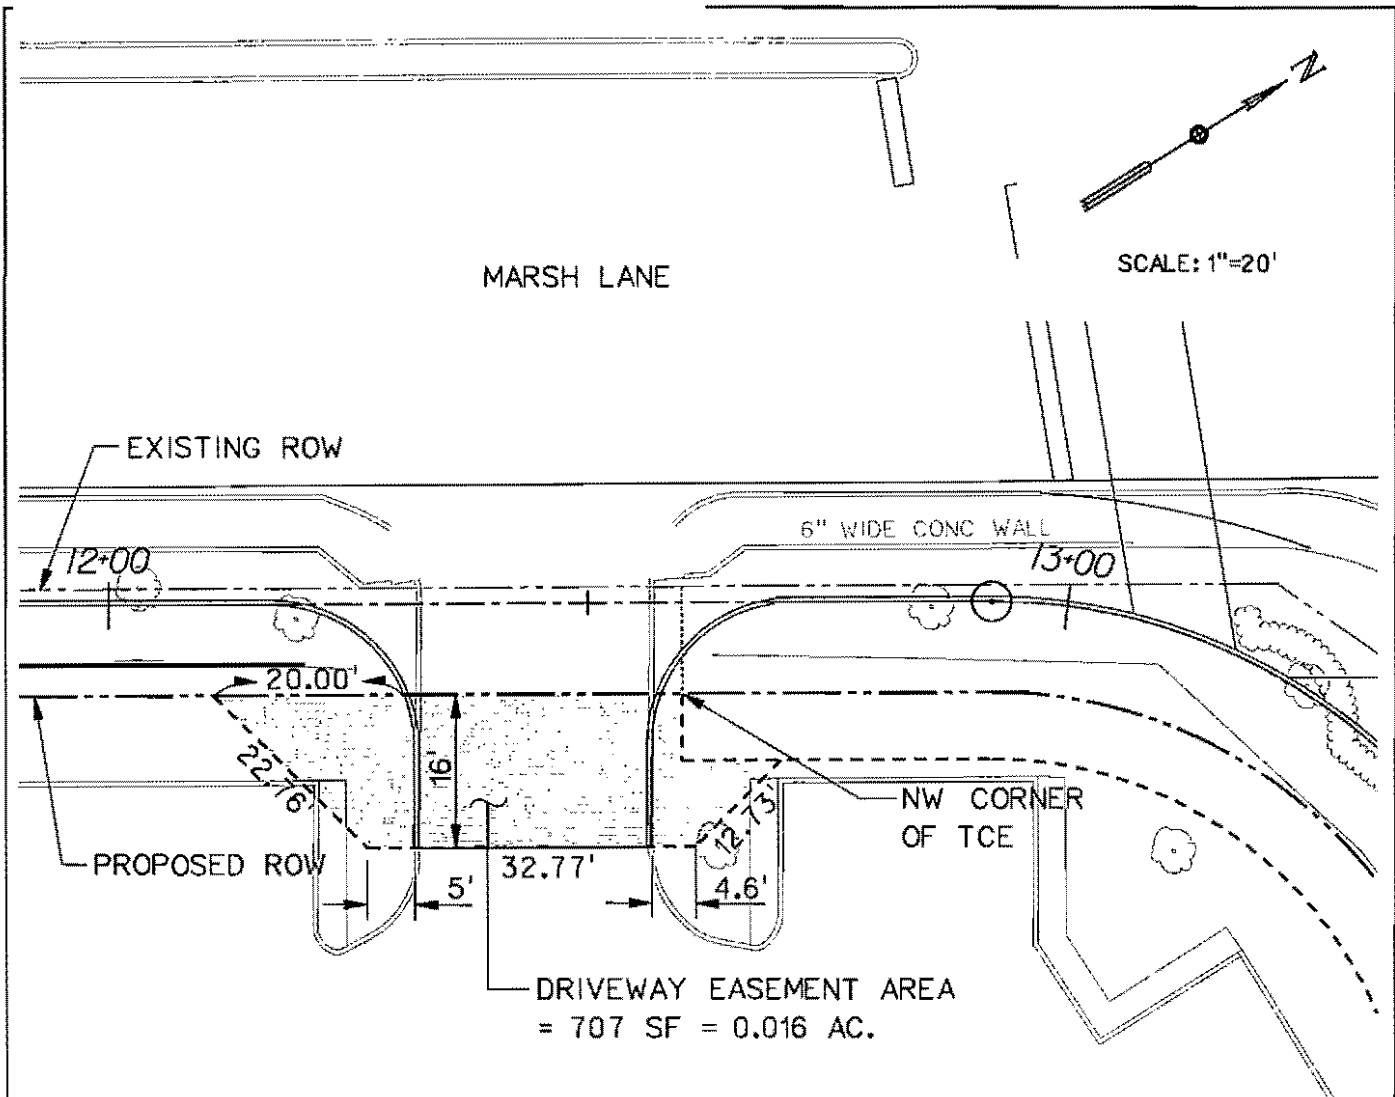 N
SCALE: 1"=20'
MARSH LANE
EXISTING ROW
6" WIDE CONC WALL
12+00
13+00
20.00'
22.76'
16'
12.73'
NW CORNER
OF TCE
PROPOSED ROW
32.77'
5'
4.6'
DRIVEWAY EASEMENT AREA
= 707 SF = 0.016 AC.